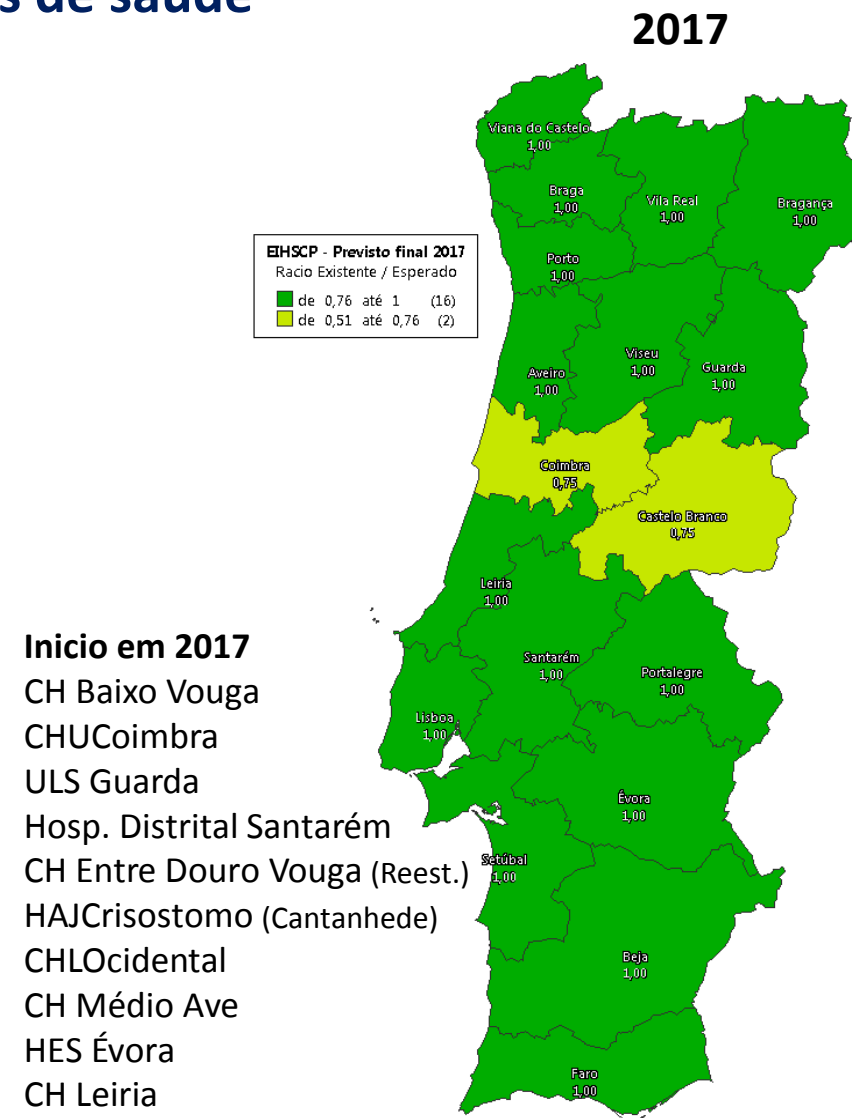 s de saúde
2017
Viana do Castelo
1,00
Braga
1,00
Vila Real
1,00
Bragança
1,00
Porto
1,00
EIHSCP - Previsto final 2017
Racio Existente / Esperado
de 0,76 até 1 (16)
de 0,51 até 0,76 (2)
Aveiro
1,00
Viseu
1,00
Guarda
1,00
Coimbra
0,75
Castelo Branco
0,75
Leiria
1,00
Santarém
1,00
Portalegre
1,00
Lisboa
1,00
Évora
1,00
Setúbal
1,00
Beja
1,00
Faro
1,00
Inicio em 2017
CH Baixo Vouga
CHUCoimbra
ULS Guarda
Hosp. Distrital Santarém
CH Entre Douro Vouga (Reest.)
HAJCrisostomo (Cantanhede)
CHLOcidental
CH Médio Ave
HES Évora
CH Leiria